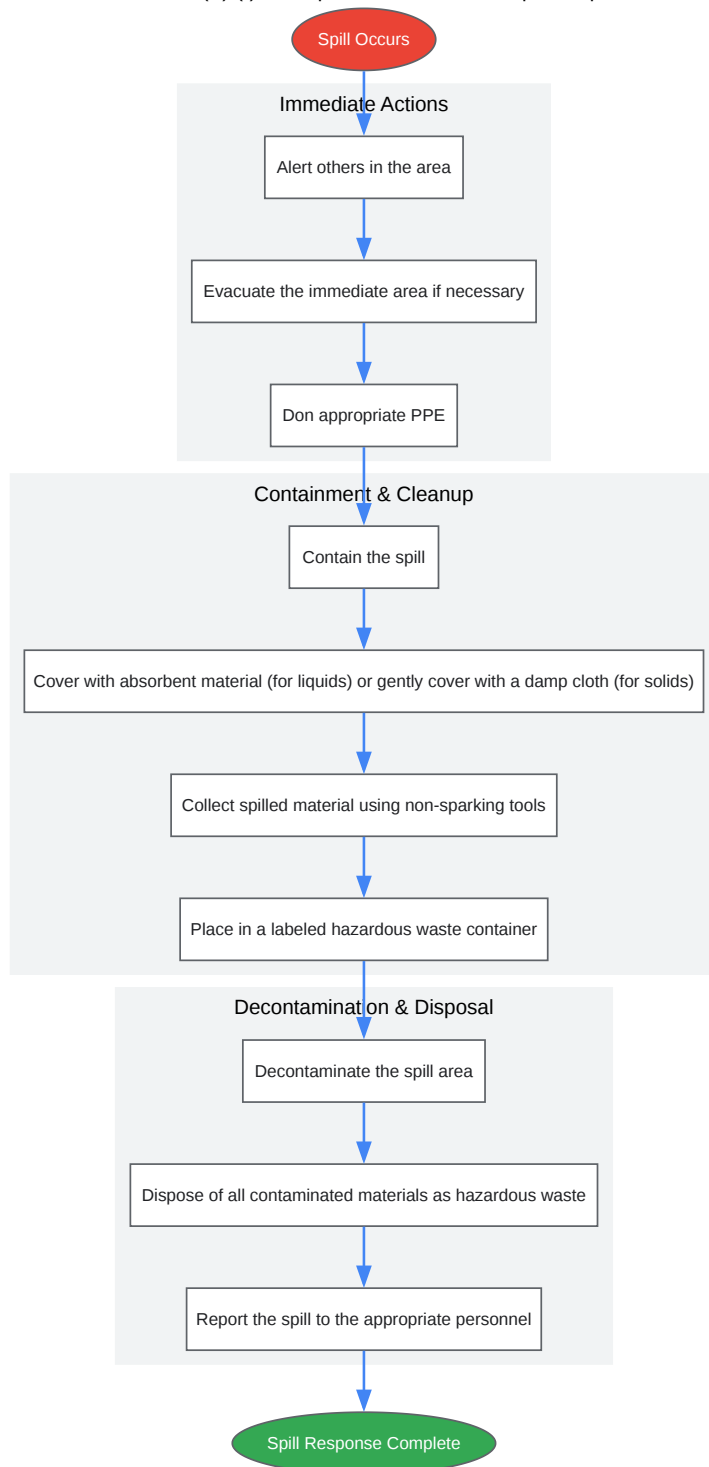 Spill Occurs
Immediate Actions
Alert others in the area
Evacuate the immediate area if necessary
Don appropriate PPE
Containment & Cleanup
Contain the spill
Cover with absorbent material (for liquids) or gently cover with a damp cloth (for solids)
Collect spilled material using non-sparking tools
Place in a labeled hazardous waste container
Decontamination & Disposal
Decontaminate the spill area
Dispose of all contaminated materials as hazardous waste
Report the spill to the appropriate personnel
Spill Response Complete